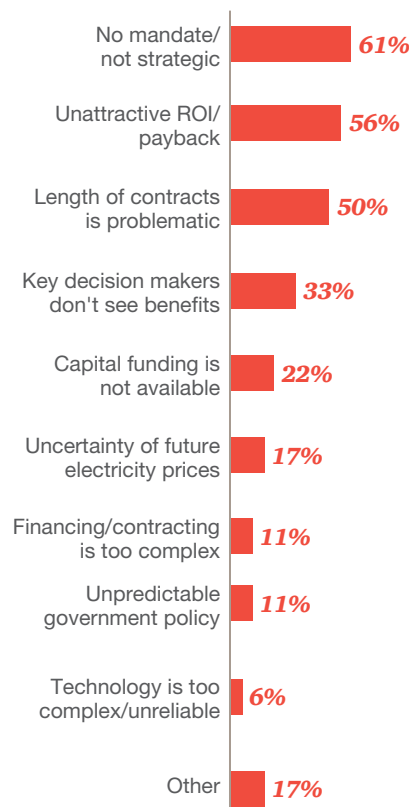 No mandate/
not strategic
61%
Unattractive ROI/
payback
56%
Length of contracts
is problematic
50%
Key decision makers
don't see benefits
33%
Capital funding is
not available
22%
Uncertainty of future
electricity prices
17%
Financing/contracting
is too complex
11%
Unpredictable
government policy
11%
Technology is too
complex/unreliable
6%
Other
17%